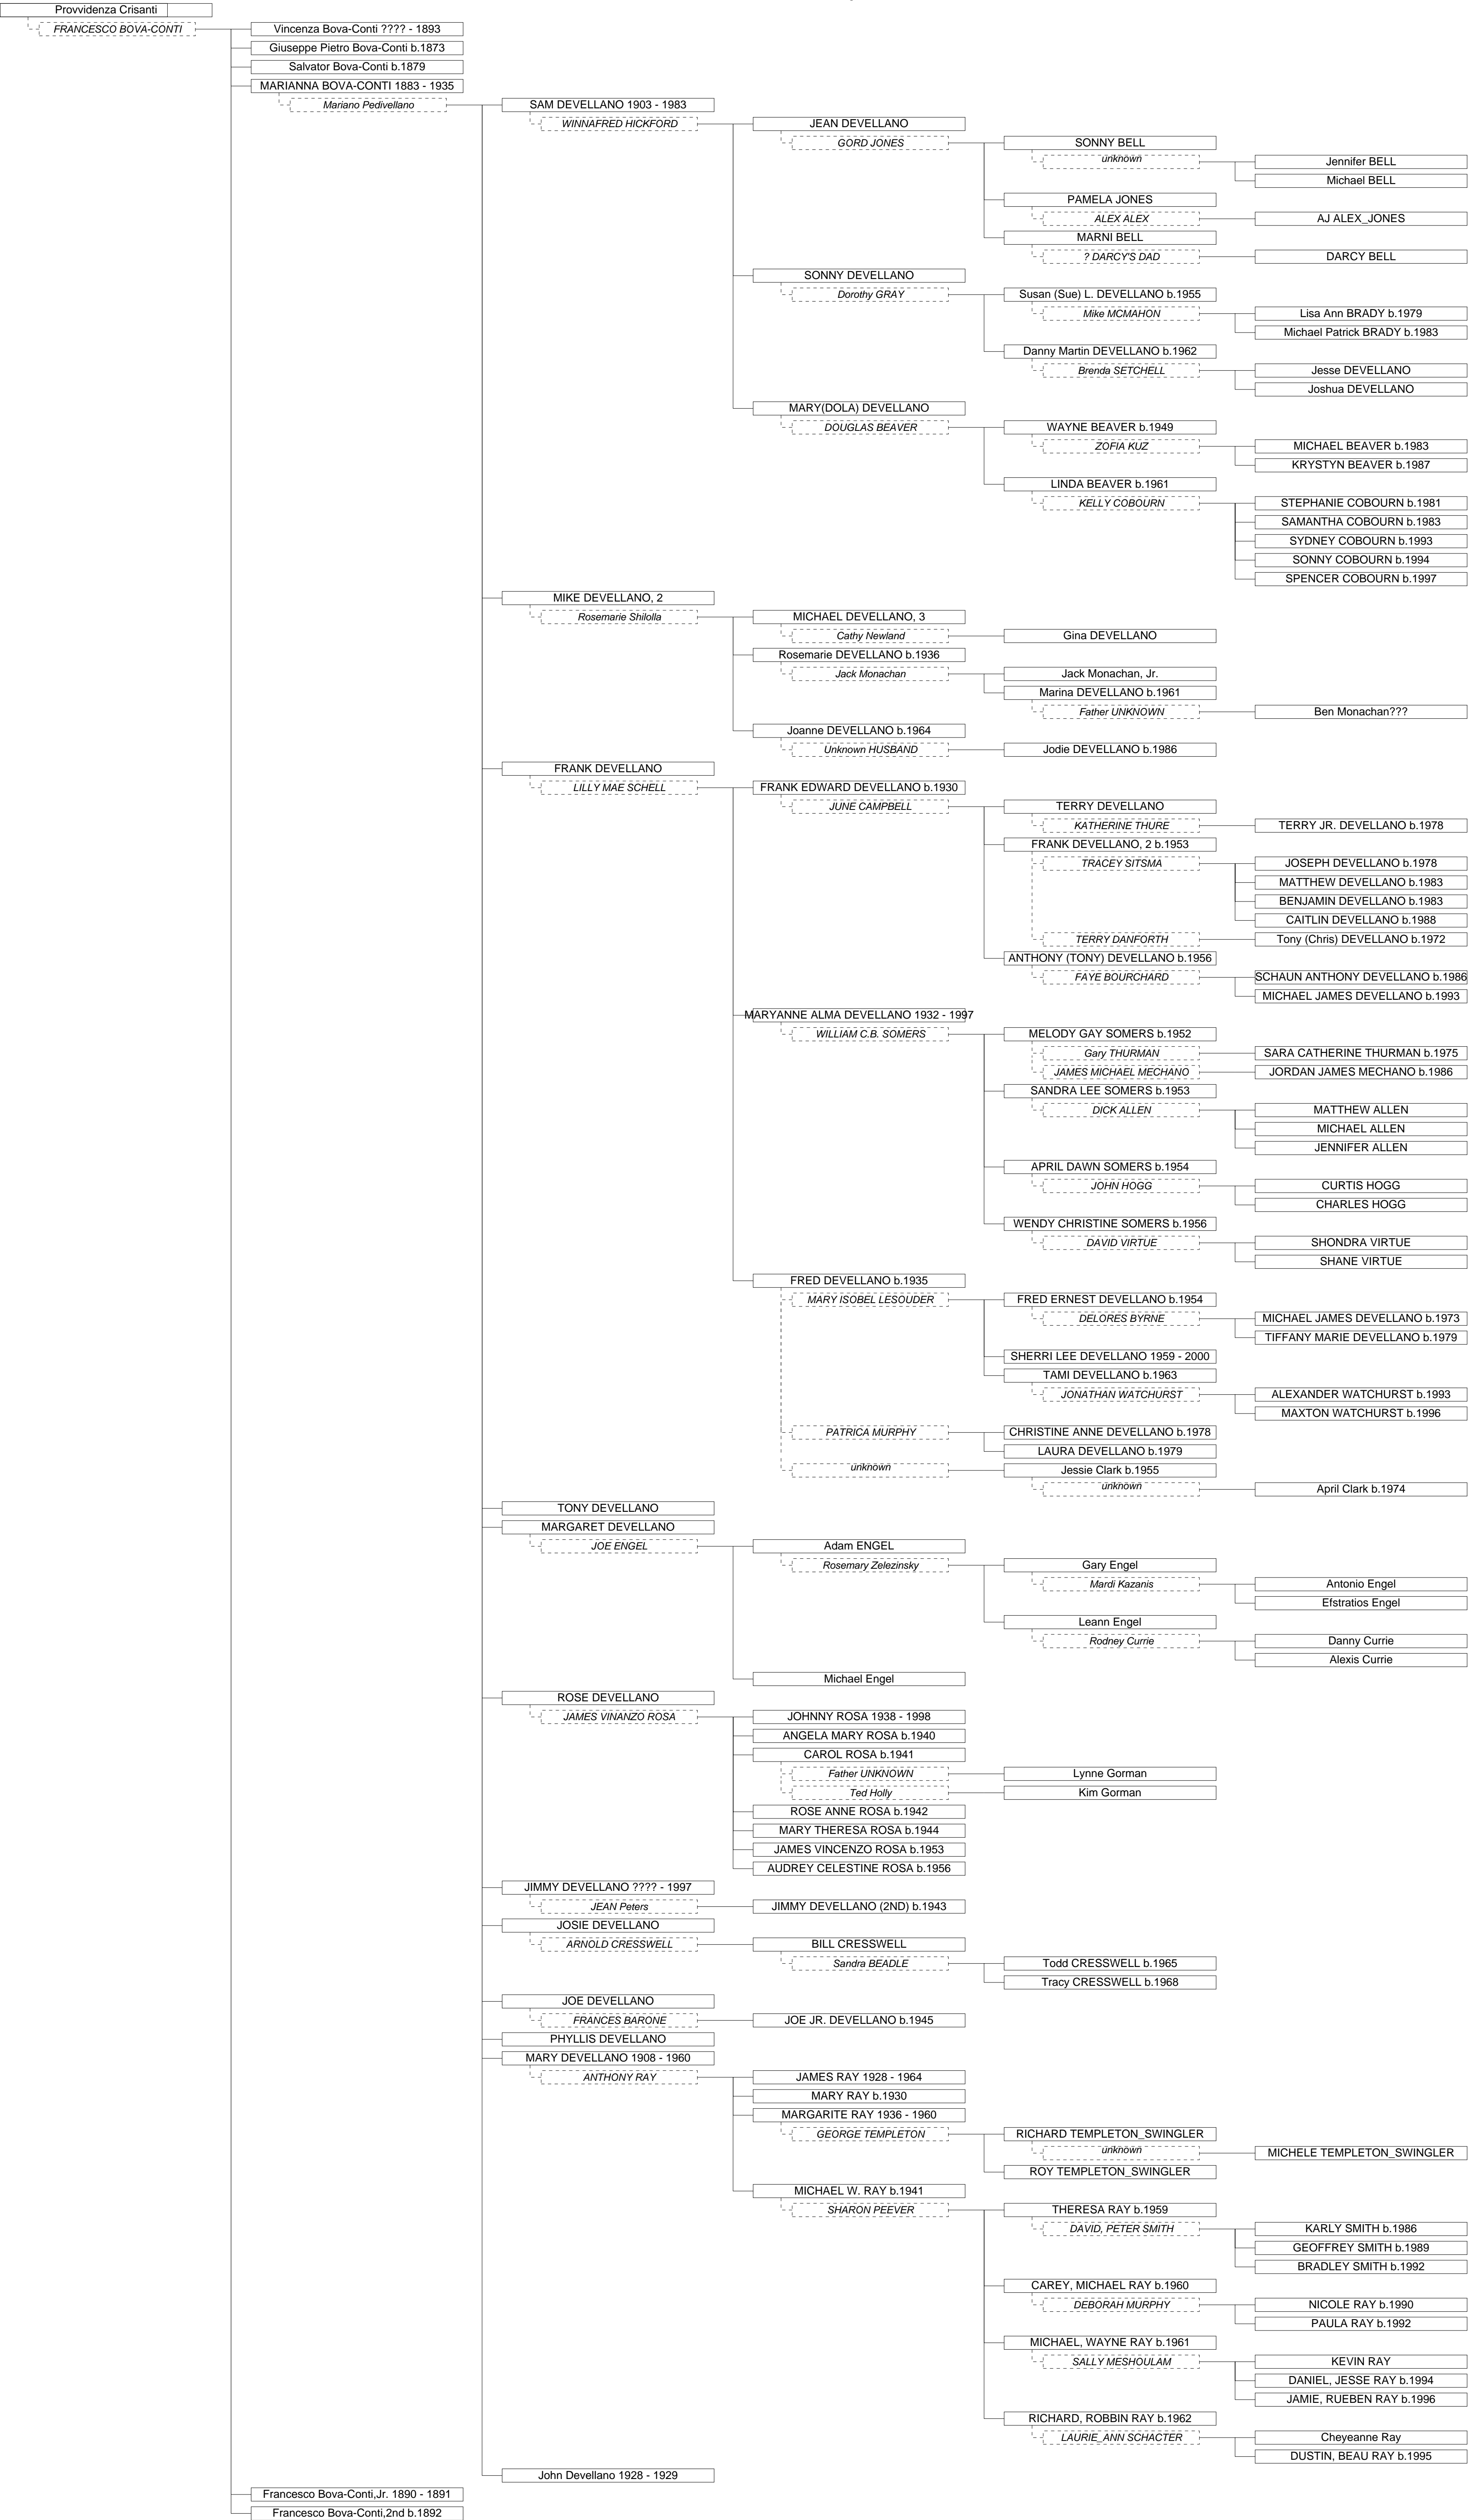 Provvidenza Crisanti
FRANCESCO BOVA-CONTI
Vincenza Bova-Conti ???? - 1893
Giuseppe Pietro Bova-Conti b.1873
Salvator Bova-Conti b.1879
MARIANNA BOVA-CONTI 1883 - 1935
Mariano Pedivellano
SAM DEVELLANO 1903 - 1983
WINNAFRED HICKFORD
JEAN DEVELLANO
GORD JONES
SONNY BELL
unknown
Jennifer BELL
Michael BELL
PAMELA JONES
ALEX ALEX
AJ ALEX_JONES
MARNI BELL
? DARCY'S DAD
DARCY BELL
SONNY DEVELLANO
Dorothy GRAY
Susan (Sue) L. DEVELLANO b.1955
Mike MCMAHON
Lisa Ann BRADY b.1979
Michael Patrick BRADY b.1983
Danny Martin DEVELLANO b.1962
Brenda SETCHELL
Jesse DEVELLANO
Joshua DEVELLANO
MARY(DOLA) DEVELLANO
DOUGLAS BEAVER
WAYNE BEAVER b.1949
ZOFIA KUZ
MICHAEL BEAVER b.1983
KRYSTYN BEAVER b.1987
LINDA BEAVER b.1961
KELLY COBOURN
STEPHANIE COBOURN b.1981
SAMANTHA COBOURN b.1983
SYDNEY COBOURN b.1993
SONNY COBOURN b.1994
SPENCER COBOURN b.1997
MIKE DEVELLANO, 2
Rosemarie Shilolla
MICHAEL DEVELLANO, 3
Cathy Newland
Gina DEVELLANO
Rosemarie DEVELLANO b.1936
Jack Monachan
Jack Monachan, Jr.
Marina DEVELLANO b.1961
Father UNKNOWN
Ben Monachan???
Joanne DEVELLANO b.1964
Unknown HUSBAND
Jodie DEVELLANO b.1986
FRANK DEVELLANO
LILLY MAE SCHELL
FRANK EDWARD DEVELLANO b.1930
JUNE CAMPBELL
TERRY DEVELLANO
KATHERINE THURE
TERRY JR. DEVELLANO b.1978
FRANK DEVELLANO, 2 b.1953
TRACEY SITSMA
JOSEPH DEVELLANO b.1978
MATTHEW DEVELLANO b.1983
BENJAMIN DEVELLANO b.1983
CAITLIN DEVELLANO b.1988
TERRY DANFORTH
Tony (Chris) DEVELLANO b.1972
ANTHONY (TONY) DEVELLANO b.1956
FAYE BOURCHARD
SCHAUN ANTHONY DEVELLANO b.1986
MICHAEL JAMES DEVELLANO b.1993
MARYANNE ALMA DEVELLANO 1932 - 1997
WILLIAM C.B. SOMERS
MELODY GAY SOMERS b.1952
Gary THURMAN
SARA CATHERINE THURMAN b.1975
JAMES MICHAEL MECHANO
JORDAN JAMES MECHANO b.1986
SANDRA LEE SOMERS b.1953
DICK ALLEN
MATTHEW ALLEN
MICHAEL ALLEN
JENNIFER ALLEN
APRIL DAWN SOMERS b.1954
JOHN HOGG
CURTIS HOGG
CHARLES HOGG
WENDY CHRISTINE SOMERS b.1956
DAVID VIRTUE
SHONDRA VIRTUE
SHANE VIRTUE
FRED DEVELLANO b.1935
MARY ISOBEL LESOUDER
FRED ERNEST DEVELLANO b.1954
DELORES BYRNE
MICHAEL JAMES DEVELLANO b.1973
TIFFANY MARIE DEVELLANO b.1979
SHERRI LEE DEVELLANO 1959 - 2000
TAMI DEVELLANO b.1963
JONATHAN WATCHURST
ALEXANDER WATCHURST b.1993
MAXTON WATCHURST b.1996
PATRICA MURPHY
CHRISTINE ANNE DEVELLANO b.1978
LAURA DEVELLANO b.1979
unknown
Jessie Clark b.1955
unknown
April Clark b.1974
TONY DEVELLANO
MARGARET DEVELLANO
JOE ENGEL
Adam ENGEL
Rosemary Zelezinsky
Gary Engel
Mardi Kazanis
Antonio Engel
Efstratios Engel
Leann Engel
Rodney Currie
Danny Currie
Alexis Currie
Michael Engel
ROSE DEVELLANO
JAMES VINANZO ROSA
JOHNNY ROSA 1938 - 1998
ANGELA MARY ROSA b.1940
CAROL ROSA b.1941
Father UNKNOWN
Lynne Gorman
Ted Holly
Kim Gorman
ROSE ANNE ROSA b.1942
MARY THERESA ROSA b.1944
JAMES VINCENZO ROSA b.1953
AUDREY CELESTINE ROSA b.1956
JIMMY DEVELLANO ???? - 1997
JEAN Peters
JIMMY DEVELLANO (2ND) b.1943
JOSIE DEVELLANO
ARNOLD CRESSWELL
BILL CRESSWELL
Sandra BEADLE
Todd CRESSWELL b.1965
Tracy CRESSWELL b.1968
JOE DEVELLANO
FRANCES BARONE
JOE JR. DEVELLANO b.1945
PHYLLIS DEVELLANO
MARY DEVELLANO 1908 - 1960
ANTHONY RAY
JAMES RAY 1928 - 1964
MARY RAY b.1930
MARGARITE RAY 1936 - 1960
GEORGE TEMPLETON
RICHARD TEMPLETON_SWINGLER
unknown
MICHELE TEMPLETON_SWINGLER
ROY TEMPLETON_SWINGLER
MICHAEL W. RAY b.1941
SHARON PEEVER
THERESA RAY b.1959
DAVID, PETER SMITH
KARLY SMITH b.1986
GEOFFREY SMITH b.1989
BRADLEY SMITH b.1992
CAREY, MICHAEL RAY b.1960
DEBORAH MURPHY
NICOLE RAY b.1990
PAULA RAY b.1992
MICHAEL, WAYNE RAY b.1961
SALLY MESHOULAM
KEVIN RAY
DANIEL, JESSE RAY b.1994
JAMIE, RUEBEN RAY b.1996
RICHARD, ROBBIN RAY b.1962
LAURIE_ANN SCHACTER
Cheyeanne Ray
DUSTIN, BEAU RAY b.1995
John Devellano 1928 - 1929
Francesco Bova-Conti,Jr. 1890 - 1891
Francesco Bova-Conti,2nd b.1892